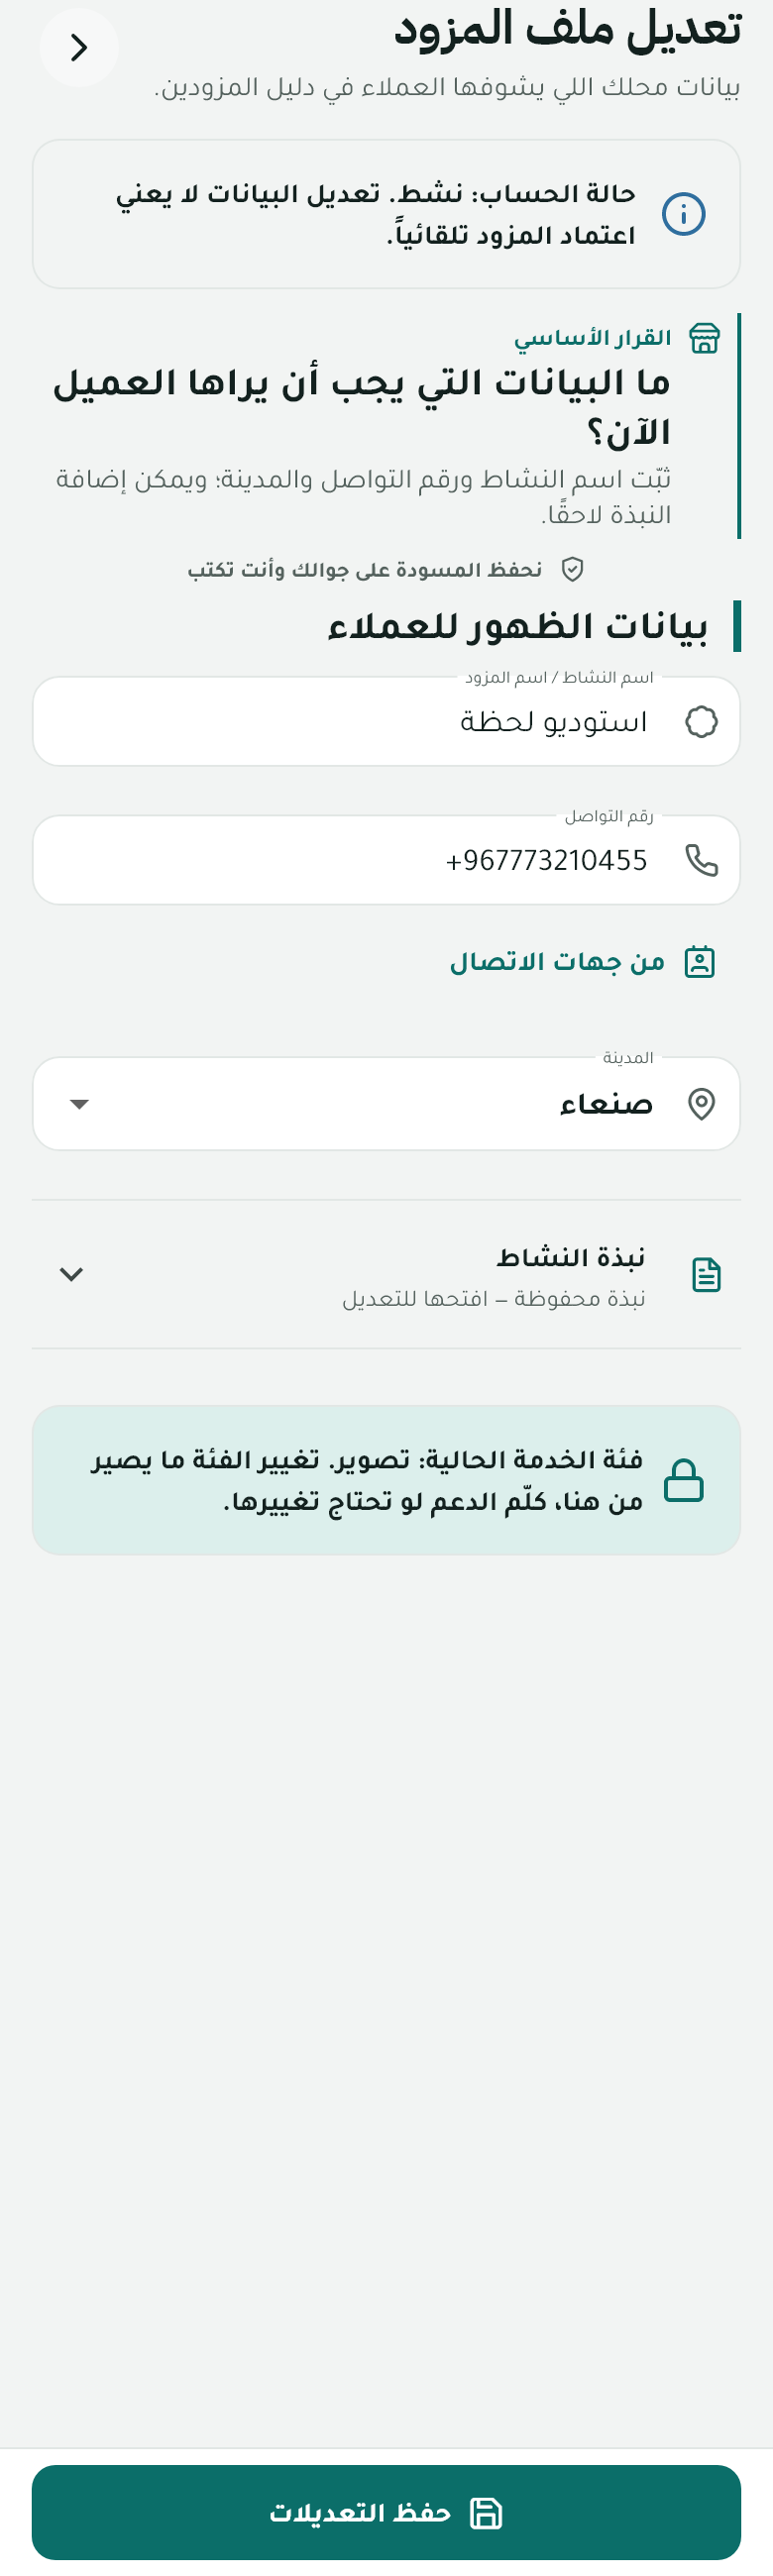 تعديل ملف المزود
بيانات محلك اللي يشوفها العملاء في دليل المزودين.
حالة الحساب: نشط. تعديل البيانات لا يعني
اعتماد المزود تلقائياً.
القرار الأساسي
ما البيانات التي يجب أن يراها العميل
الآن؟
ثبّت اسم النشاط ورقم التواصل والمدينة؛ ويمكن إضافة
النبذة لاحقًا.
نحفظ المسودة على جوالك وأنت تكتب
بيانات الظهور للعملاء
اسم النشاط / اسم المزود
استوديو لحظة
رقم التواصل
+967773210455
من جهات الاتصال
المدينة
صنعاء
نبذة النشاط
نبذة محفوظة – افتحها للتعديل
فئة الخدمة الحالية: تصوير. تغيير الفئة ما يصير
من هنا، كلّم الدعم لو تحتاج تغييرها.
حفظ التعديلات